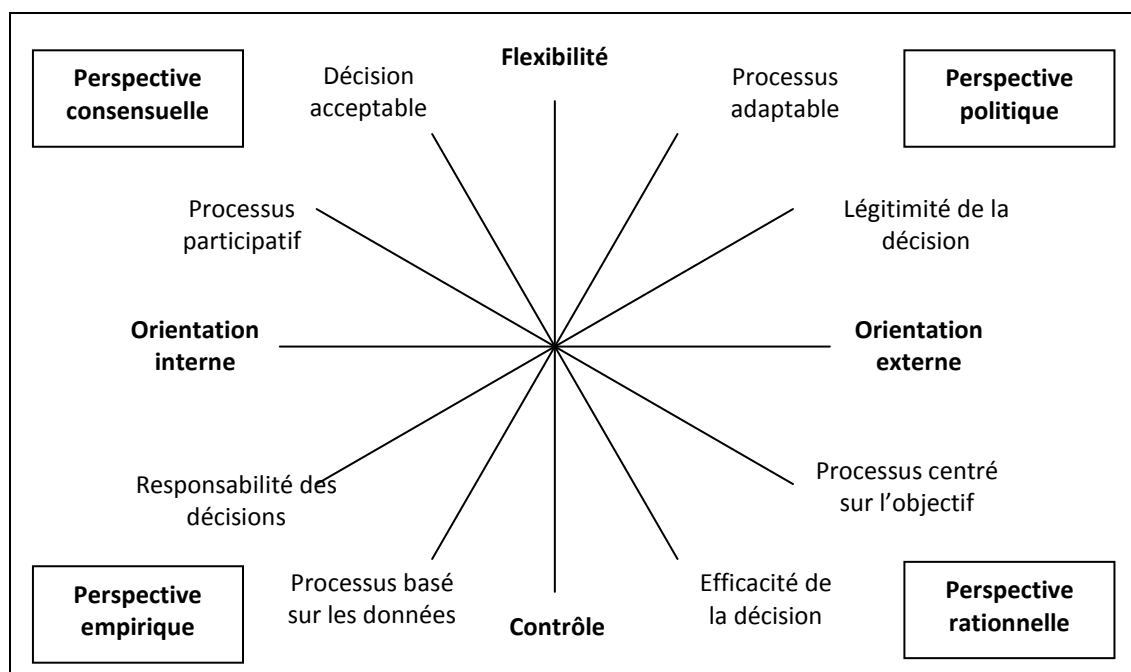 Flexibilité
Perspective
consensuelle
Décision
acceptable
Processus
adaptable
Perspective
politique
Processus
participatif
Légitimité de la
décision
Orientation
interne
Orientation
externe
Responsabilité des
décisions
Processus centré
sur l’objectif
Perspective
empirique
Processus basé
sur les données
Contrôle
Efficacité de
la décision
Perspective
rationnelle